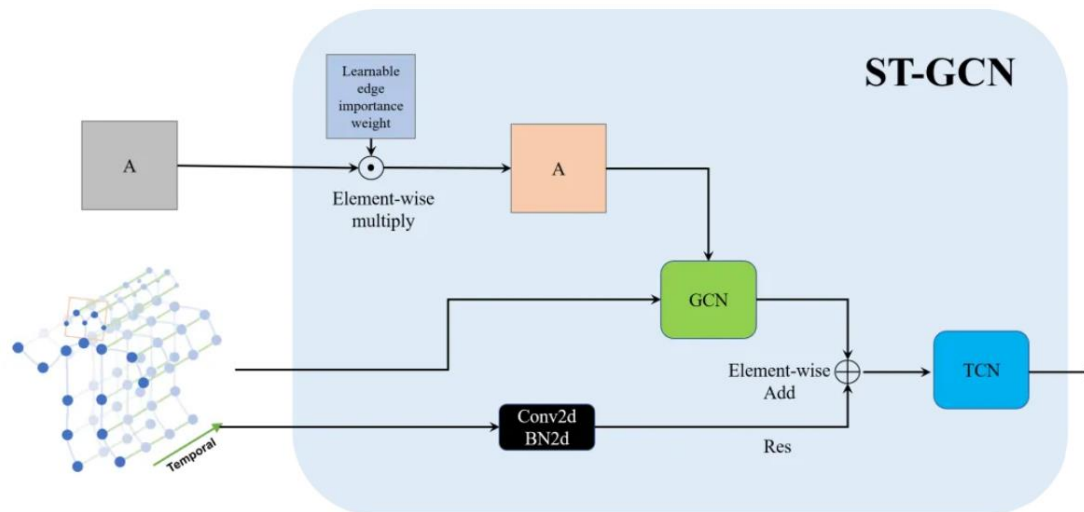 ST-GCN
Learnable
edge
importance
weight
A
A
Element-wise
multiply
GCN
Element-wise
Add
TCN
Conv2d
BN2d
Res
Temporal